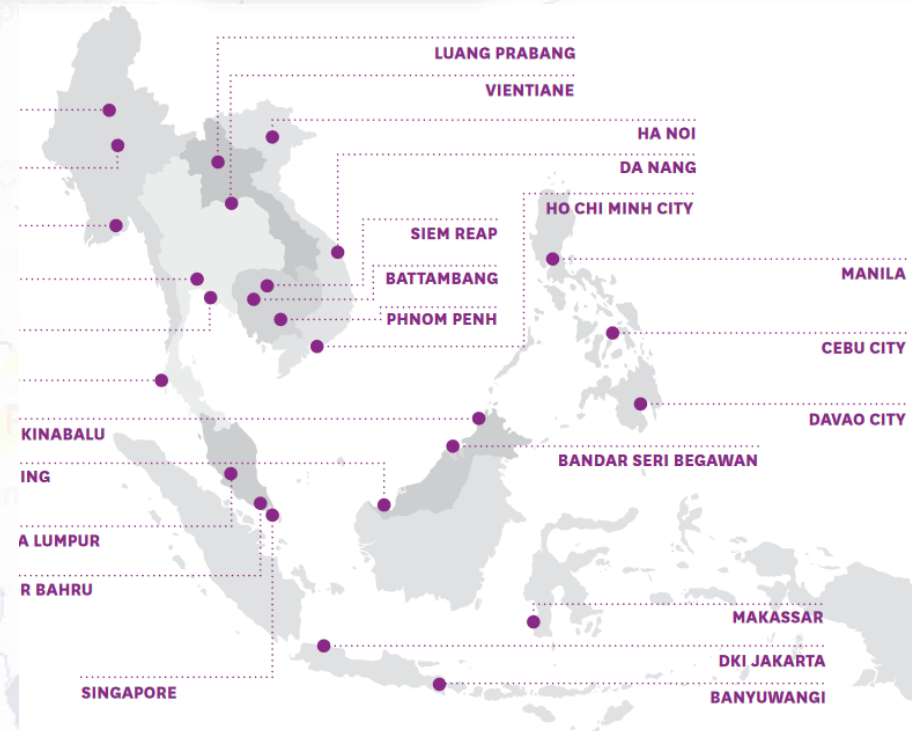 LUANG PRABANG
VIENTIANE
HA NOI
DA NANG
HO CHI MINH CITY
SIEM REAP
BATTAMBANG
PHNOM PENH
MANILA
CEBU CITY
DAVAO CITY
KINABALU
BANDAR SERI BEGAWAN
ING
A LUMPUR
R BAHRU
MAKASSAR
DKI JAKARTA
SINGAPORE
BANYUWANGI